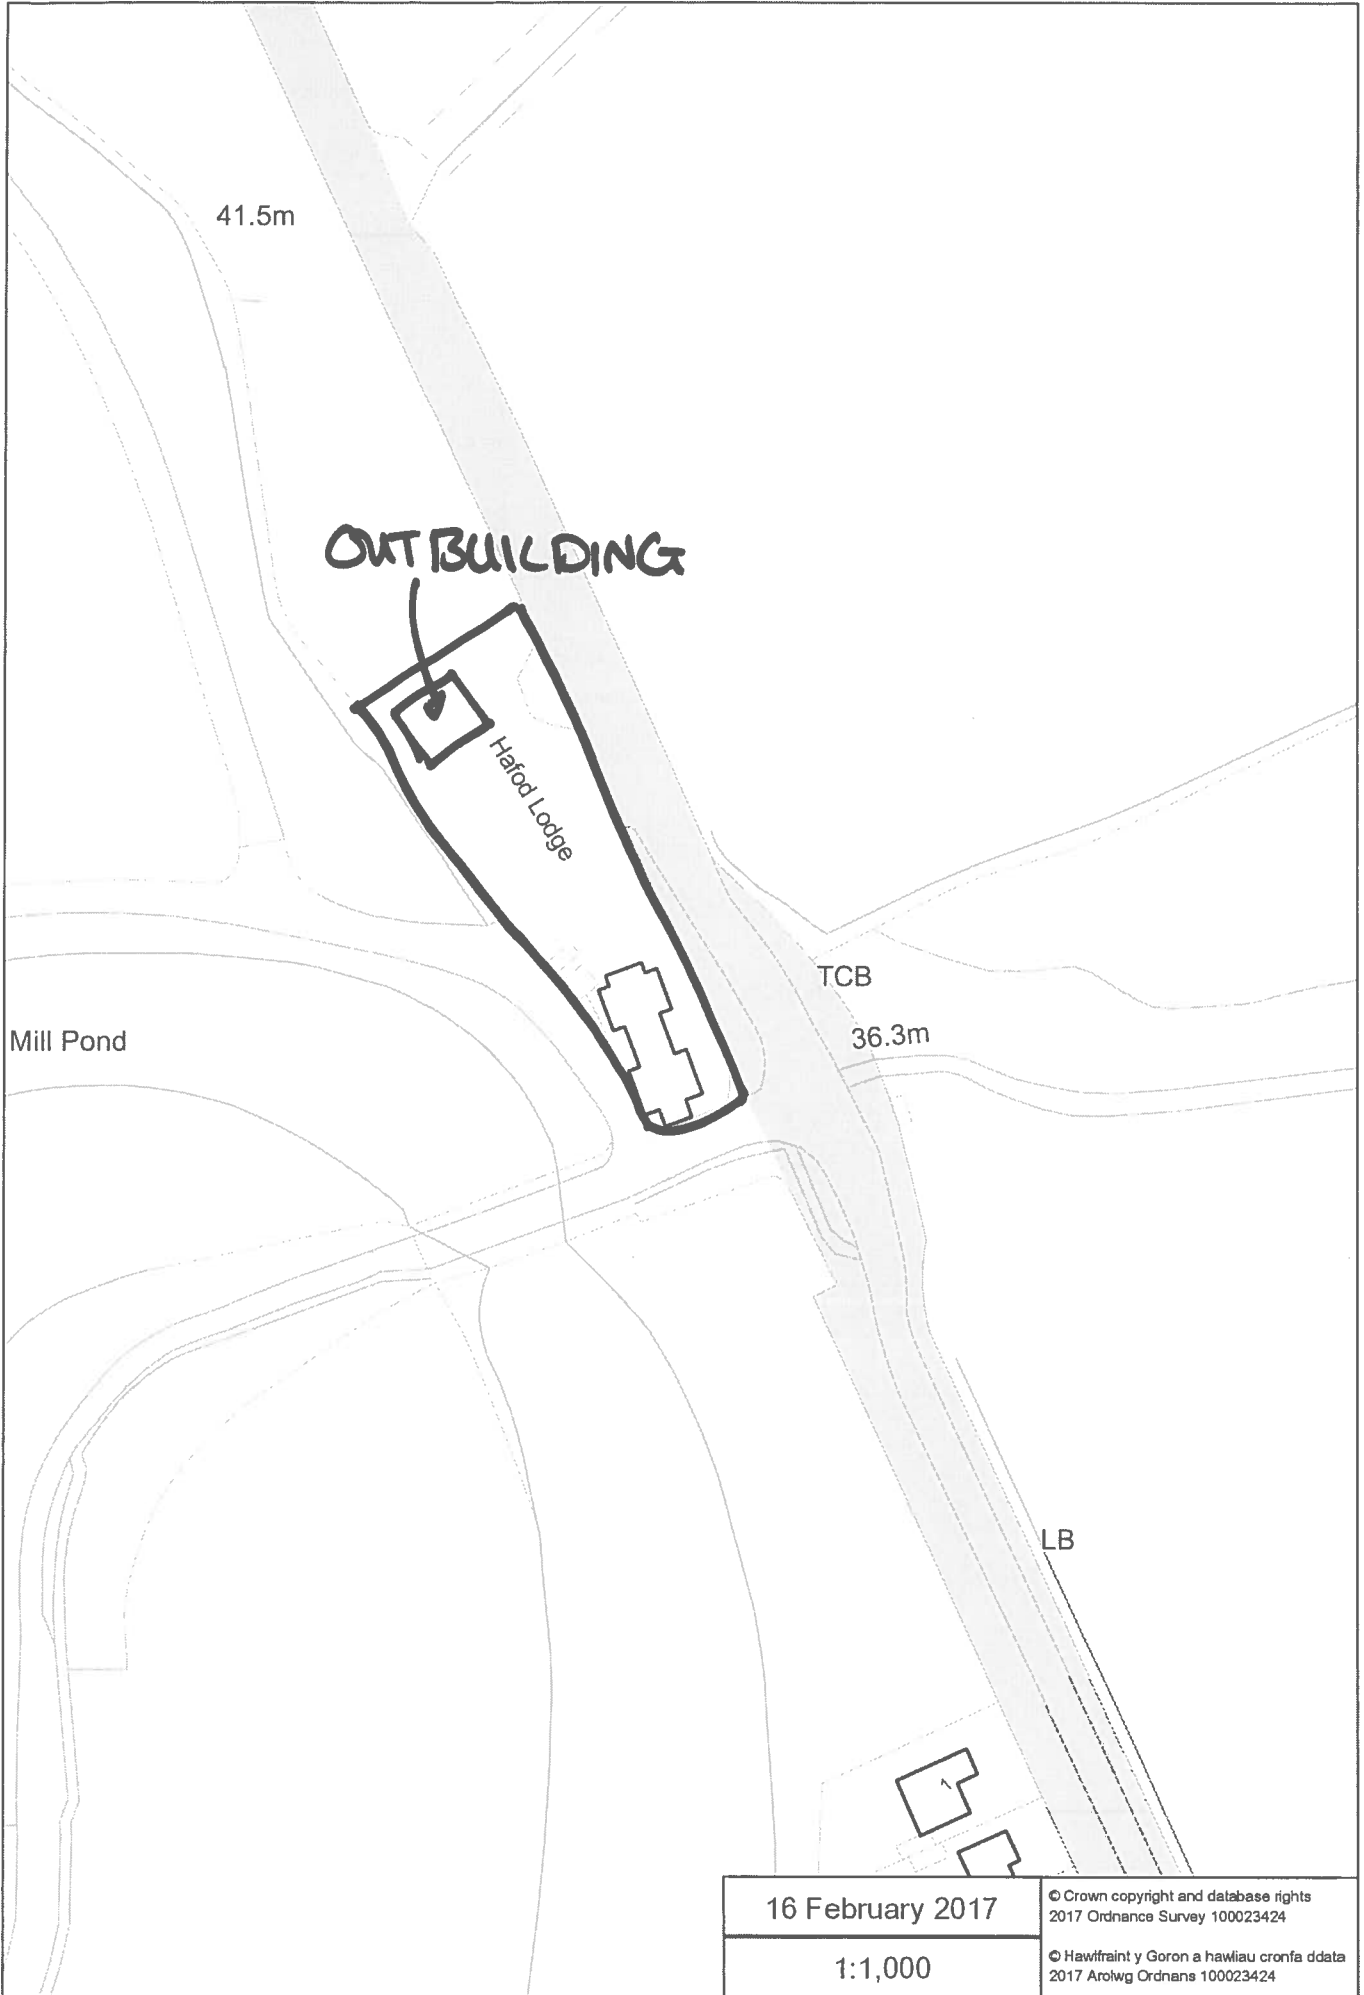 41.5m
OUTBUILDING
Hafod Lodge
TCB
36.3m
Mill Pond
LB
1
16 February 2017
1:1,000
© Crown copyright and database rights
2017 Ordnance Survey 100023424
© Hawlfraint y Goron a hawliau cronfa ddata
2017 Arolwg Ordnans 100023424